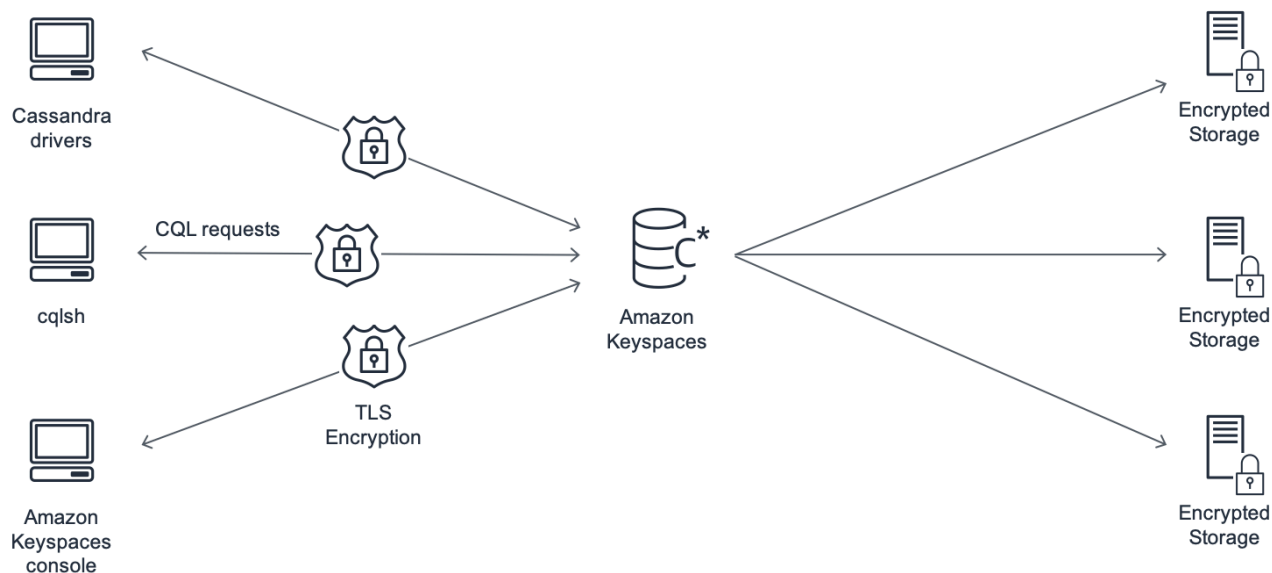 Cassandra
drivers
CQL requests
cqlsh
TLS
Encryption
Amazon
Keyspaces
console
C*
Amazon
Keyspaces
Encrypted
Storage
Encrypted
Storage
Encrypted
Storage